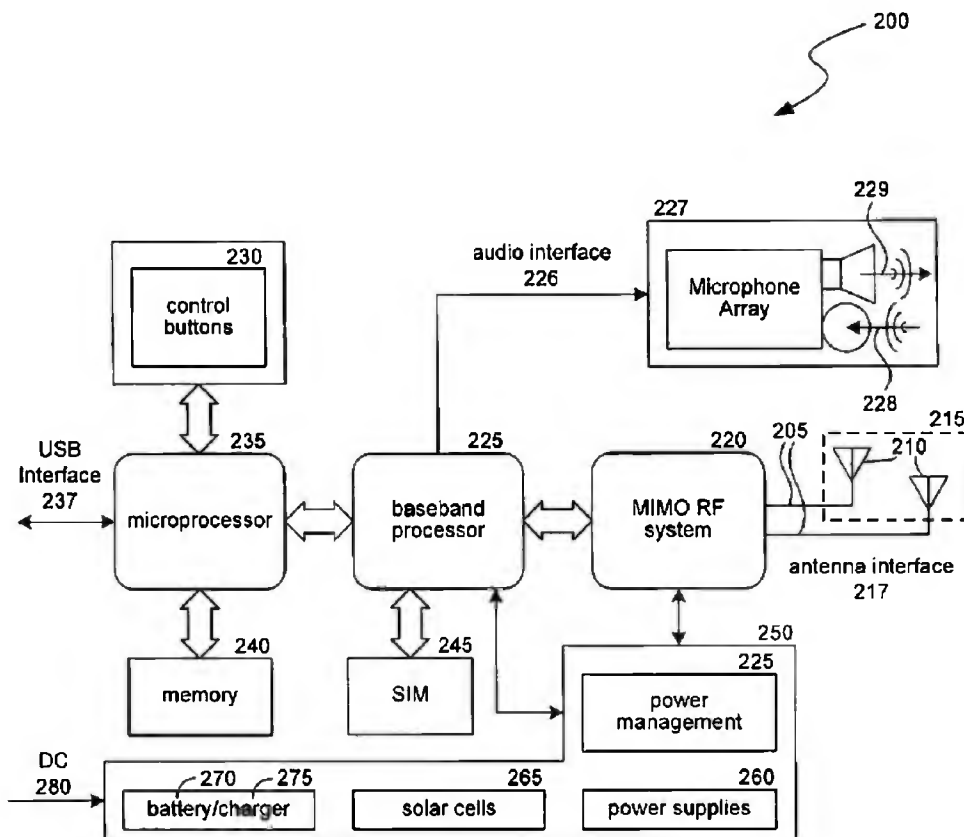 200
227
229
audio interface
226
Microphone
Array
228
230
control
buttons
USB
Interface
237
235
microprocessor
225
baseband
processor
220
MIMO RF
system
205
215
210
antenna interface
217
240
memory
245
SIM
250
225
power
management
DC
280
270
275
battery/charger
265
solar cells
260
power supplies